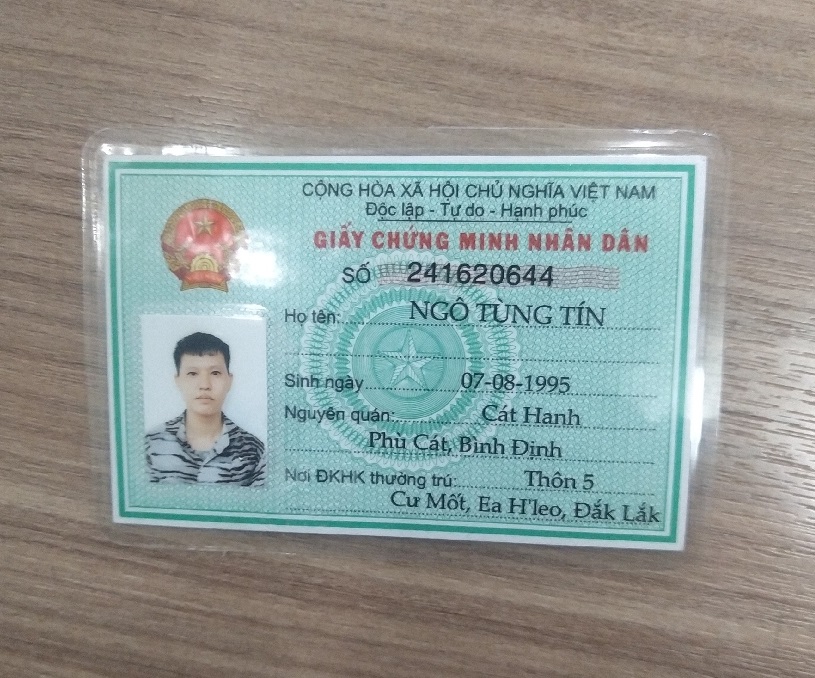 CỘNG HÒA XÃ HỘI CHỦ NGHĨA VIỆT NAM
Độc lập - Tự do - Hạnh phúc
GIẤY CHỨNG MINH NHÂN DÂN
SỐ 241620644
Họ tên: NGÔ TÙNG TÍN
Sinh ngày 07-08-1995
Nguyên quán: Cát Hanh
Phù Cát, Bình Định
Nơi ĐKHK thường trú: Thôn 5
Cư Mốt, Ea H'leo, Đắk Lắk